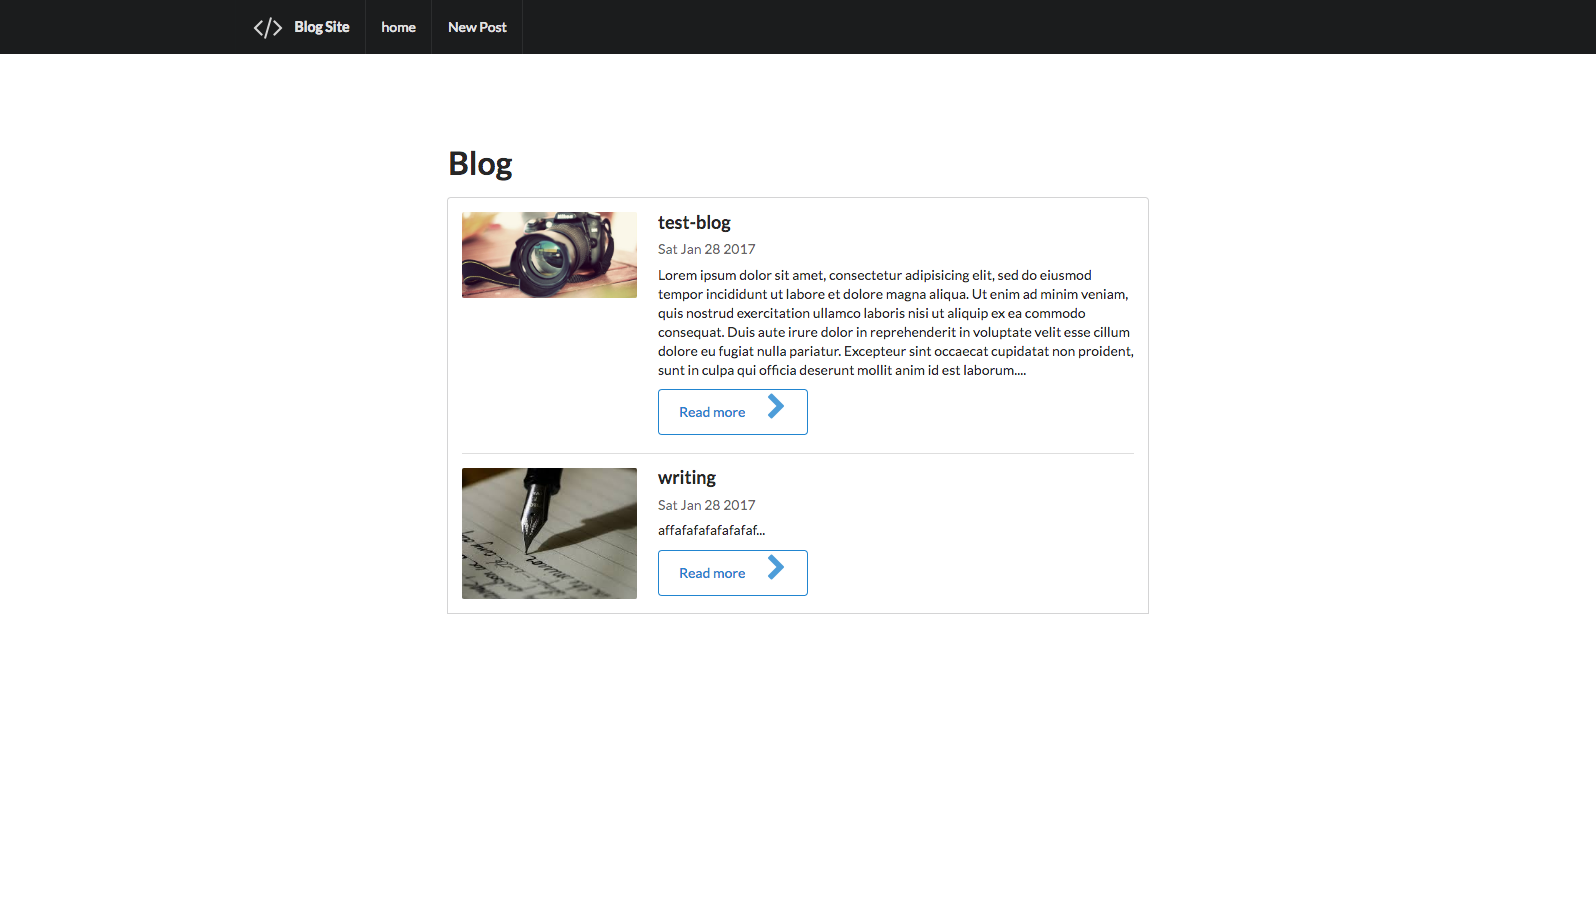 </> Blog Site home New Post
Blog
test-blog
Sat Jan 28 2017
Lorem ipsum dolor sit amet, consectetur adipisicing elit, sed do eiusmod
tempor incididunt ut labore et dolore magna aliqua. Ut enim ad minim veniam,
quis nostrud exercitation ullamco laboris nisi ut aliquip ex ea commodo
consequat. Duis aute irure dolor in reprehenderit in voluptate velit esse cillum
dolore eu fugiat nulla pariatur. Excepteur sint occaecat cupidatat non proident,
sunt in culpa qui officia deserunt mollit anim id est laborum....
Read more
writing
Sat Jan 28 2017
affafafafafafafaf...
Read more